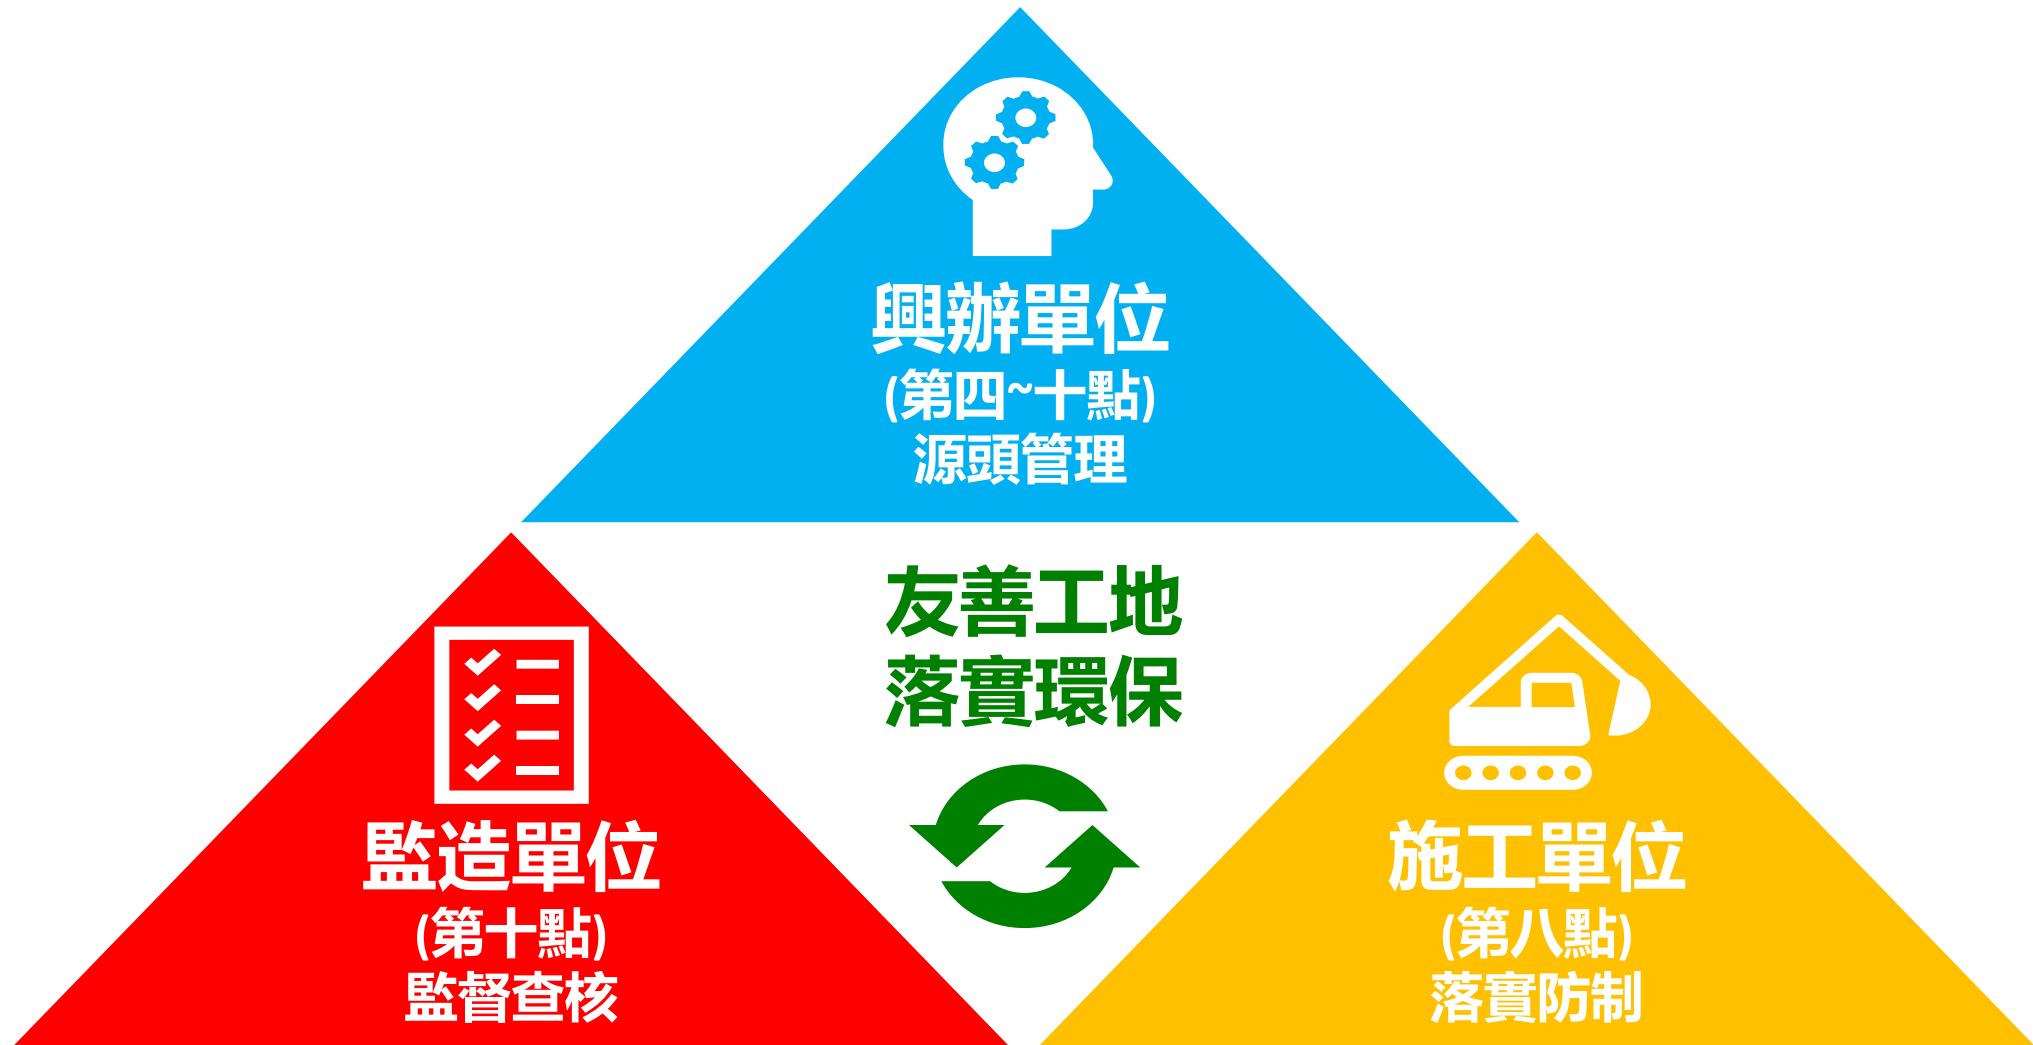 興辦單位
(第四~十點)
源頭管理
友善工地
落實環保
監造單位
(第十點)
監督查核
施工單位
(第八點)
落實防制